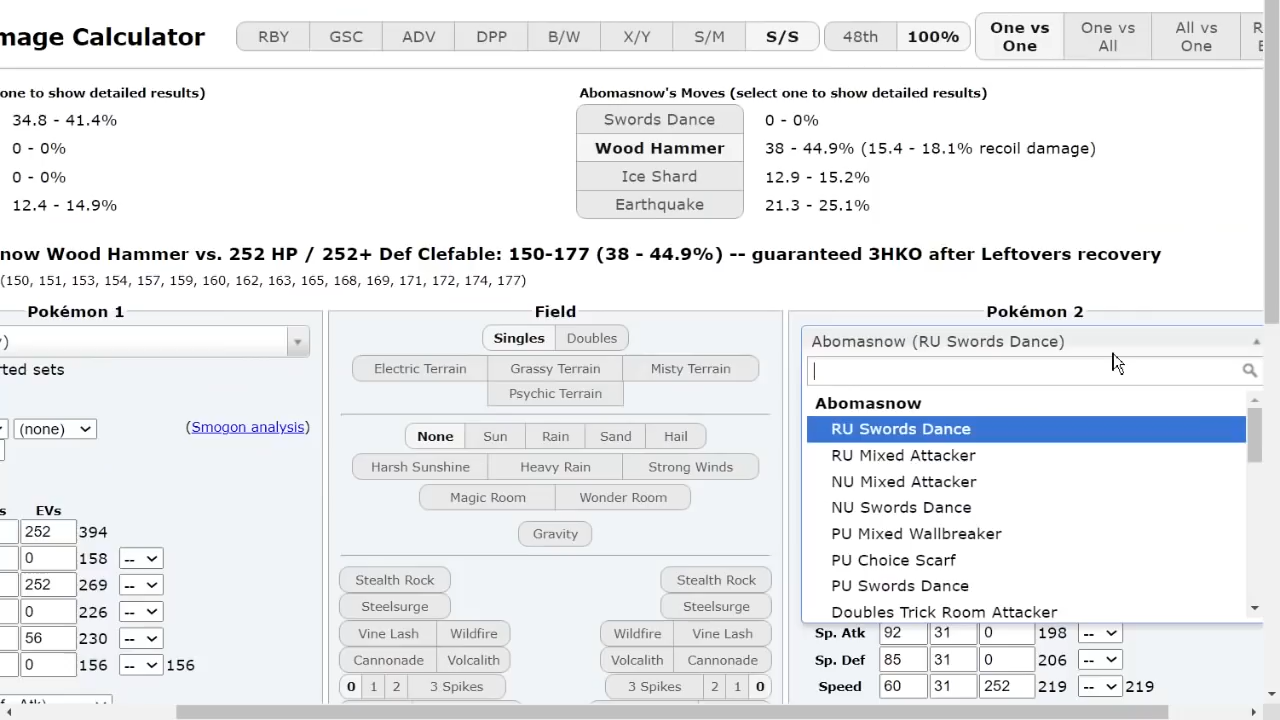 mage Calculator
RBY GSC ADV DPP B/W X/Y S/M S/S
48th 100%
One vs One
One vs All
All vs One
one to show detailed results)
34.8 - 41.4%
0 - 0%
0 - 0%
12.4 - 14.9%
Abomasnow's Moves (select one to show detailed results)
Swords Dance 0 - 0%
Wood Hammer 38 - 44.9% (15.4 - 18.1% recoil damage)
Ice Shard 12.9 - 15.2%
Earthquake 21.3 - 25.1%
now Wood Hammer vs. 252 HP / 252+ Def Clefable: 150-177 (38 - 44.9%) -- guaranteed 3HKO after Leftovers recovery
(150, 151, 153, 154, 157, 159, 160, 162, 163, 165, 168, 169, 171, 172, 174, 177)
Pokémon 1
rted sets
(none)
(Smogon analysis)
EVs
252 394
0 158 --
252 269 --
0 226 --
56 230 --
0 156 -- 156
Field
Singles Doubles
Electric Terrain Grassy Terrain Misty Terrain
Psychic Terrain
None Sun Rain Sand Hail
Harsh Sunshine Heavy Rain Strong Winds
Magic Room Wonder Room
Gravity
Stealth Rock Stealth Rock
Steelsurge Steelsurge
Vine Lash Wildfire Wildfire Vine Lash
Cannonade Volcalith Volcalith Cannonade
0 1 2 3 Spikes 3 Spikes 2 1 0
Pokémon 2
Abomasnow (RU Swords Dance)
Abomasnow
RU Swords Dance
RU Mixed Attacker
NU Mixed Attacker
NU Swords Dance
PU Mixed Wallbreaker
PU Choice Scarf
PU Swords Dance
Doubles Trick Room Attacker
Sp. Atk 92 31 0 198 --
Sp. Def 85 31 0 206 --
Speed 60 31 252 219 -- 219